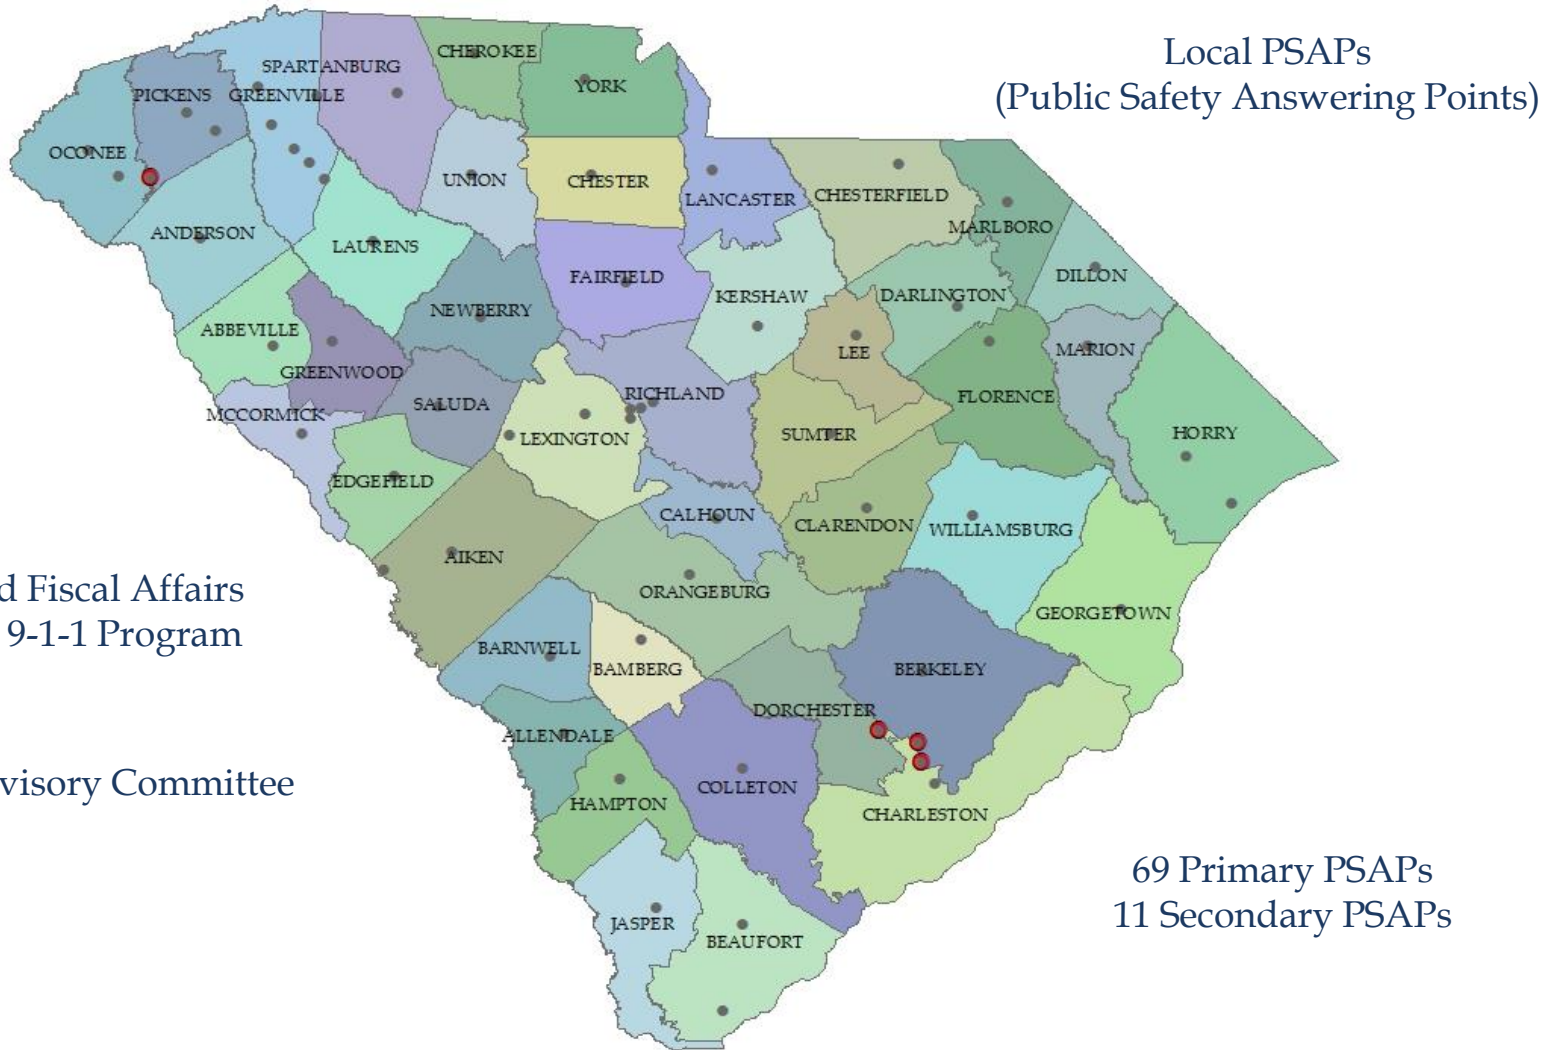 Local PSAPs
(Public Safety Answering Points)
CHEROKEE
SPARTANBURG
YORK
PICKENS
GREENVILLE
OCONEE
UNION
CHESTER
LANCASTER
CHESTERFIELD
MARLBORO
ANDERSON
LAURENS
FAIRFIELD
KERSHAW
DARLINGTON
DILLON
NEWBERRY
ABBEVILLE
LEE
MARION
GREENWOOD
SALUDA
RICHLAND
FLORENCE
MCCORMICK
LEXINGTON
SUMTER
HORRY
EDGEFIELD
CALHOUN
CLARENDON
WILLIAMSBURG
AIKEN
ORANGEBURG
GEORGETOWN
d Fiscal Affairs
9-1-1 Program
BARNWELL
BAMBERG
BERKELEY
DORCHESTER
ALLENDALE
visory Committee
COLLETON
HAMPTON
CHARLESTON
69 Primary PSAPs
11 Secondary PSAPs
JASPER
BEAUFORT